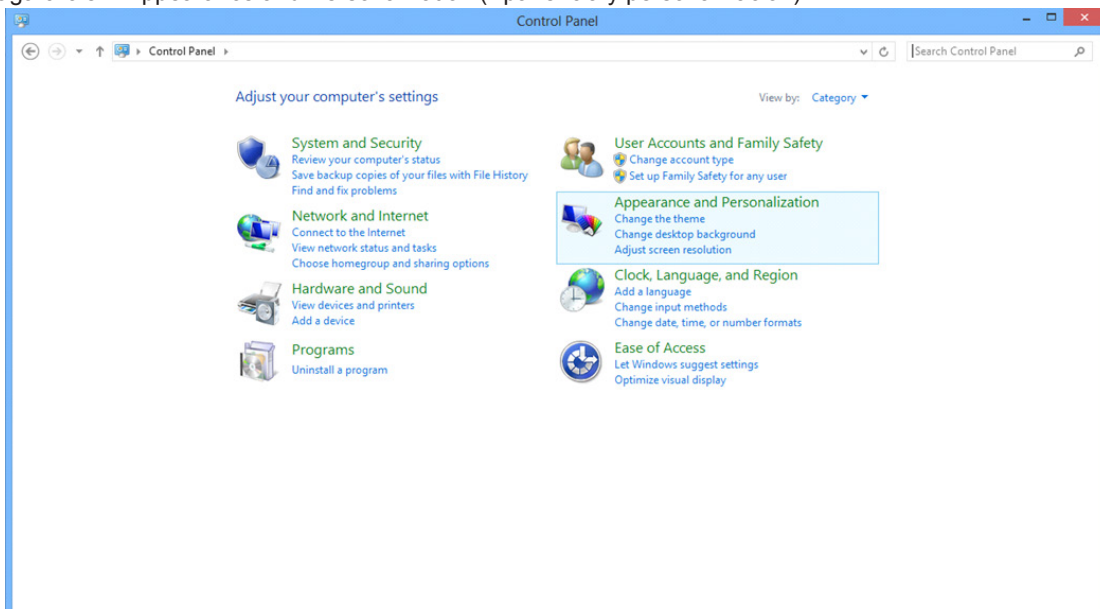 Control Panel
Control Panel
Search Control Panel
Adjust your computer's settings
View by: Category
System and Security
Review your computer's status
Save backup copies of your files with File History
Find and fix problems
Network and Internet
Connect to the Internet
View network status and tasks
Choose homegroup and sharing options
Hardware and Sound
View devices and printers
Add a device
Programs
Uninstall a program
User Accounts and Family Safety
Change account type
Set up Family Safety for any user
Appearance and Personalization
Change the theme
Change desktop background
Adjust screen resolution
Clock, Language, and Region
Add a language
Change input methods
Change date, time, or number formats
Ease of Access
Let Windows suggest settings
Optimize visual display